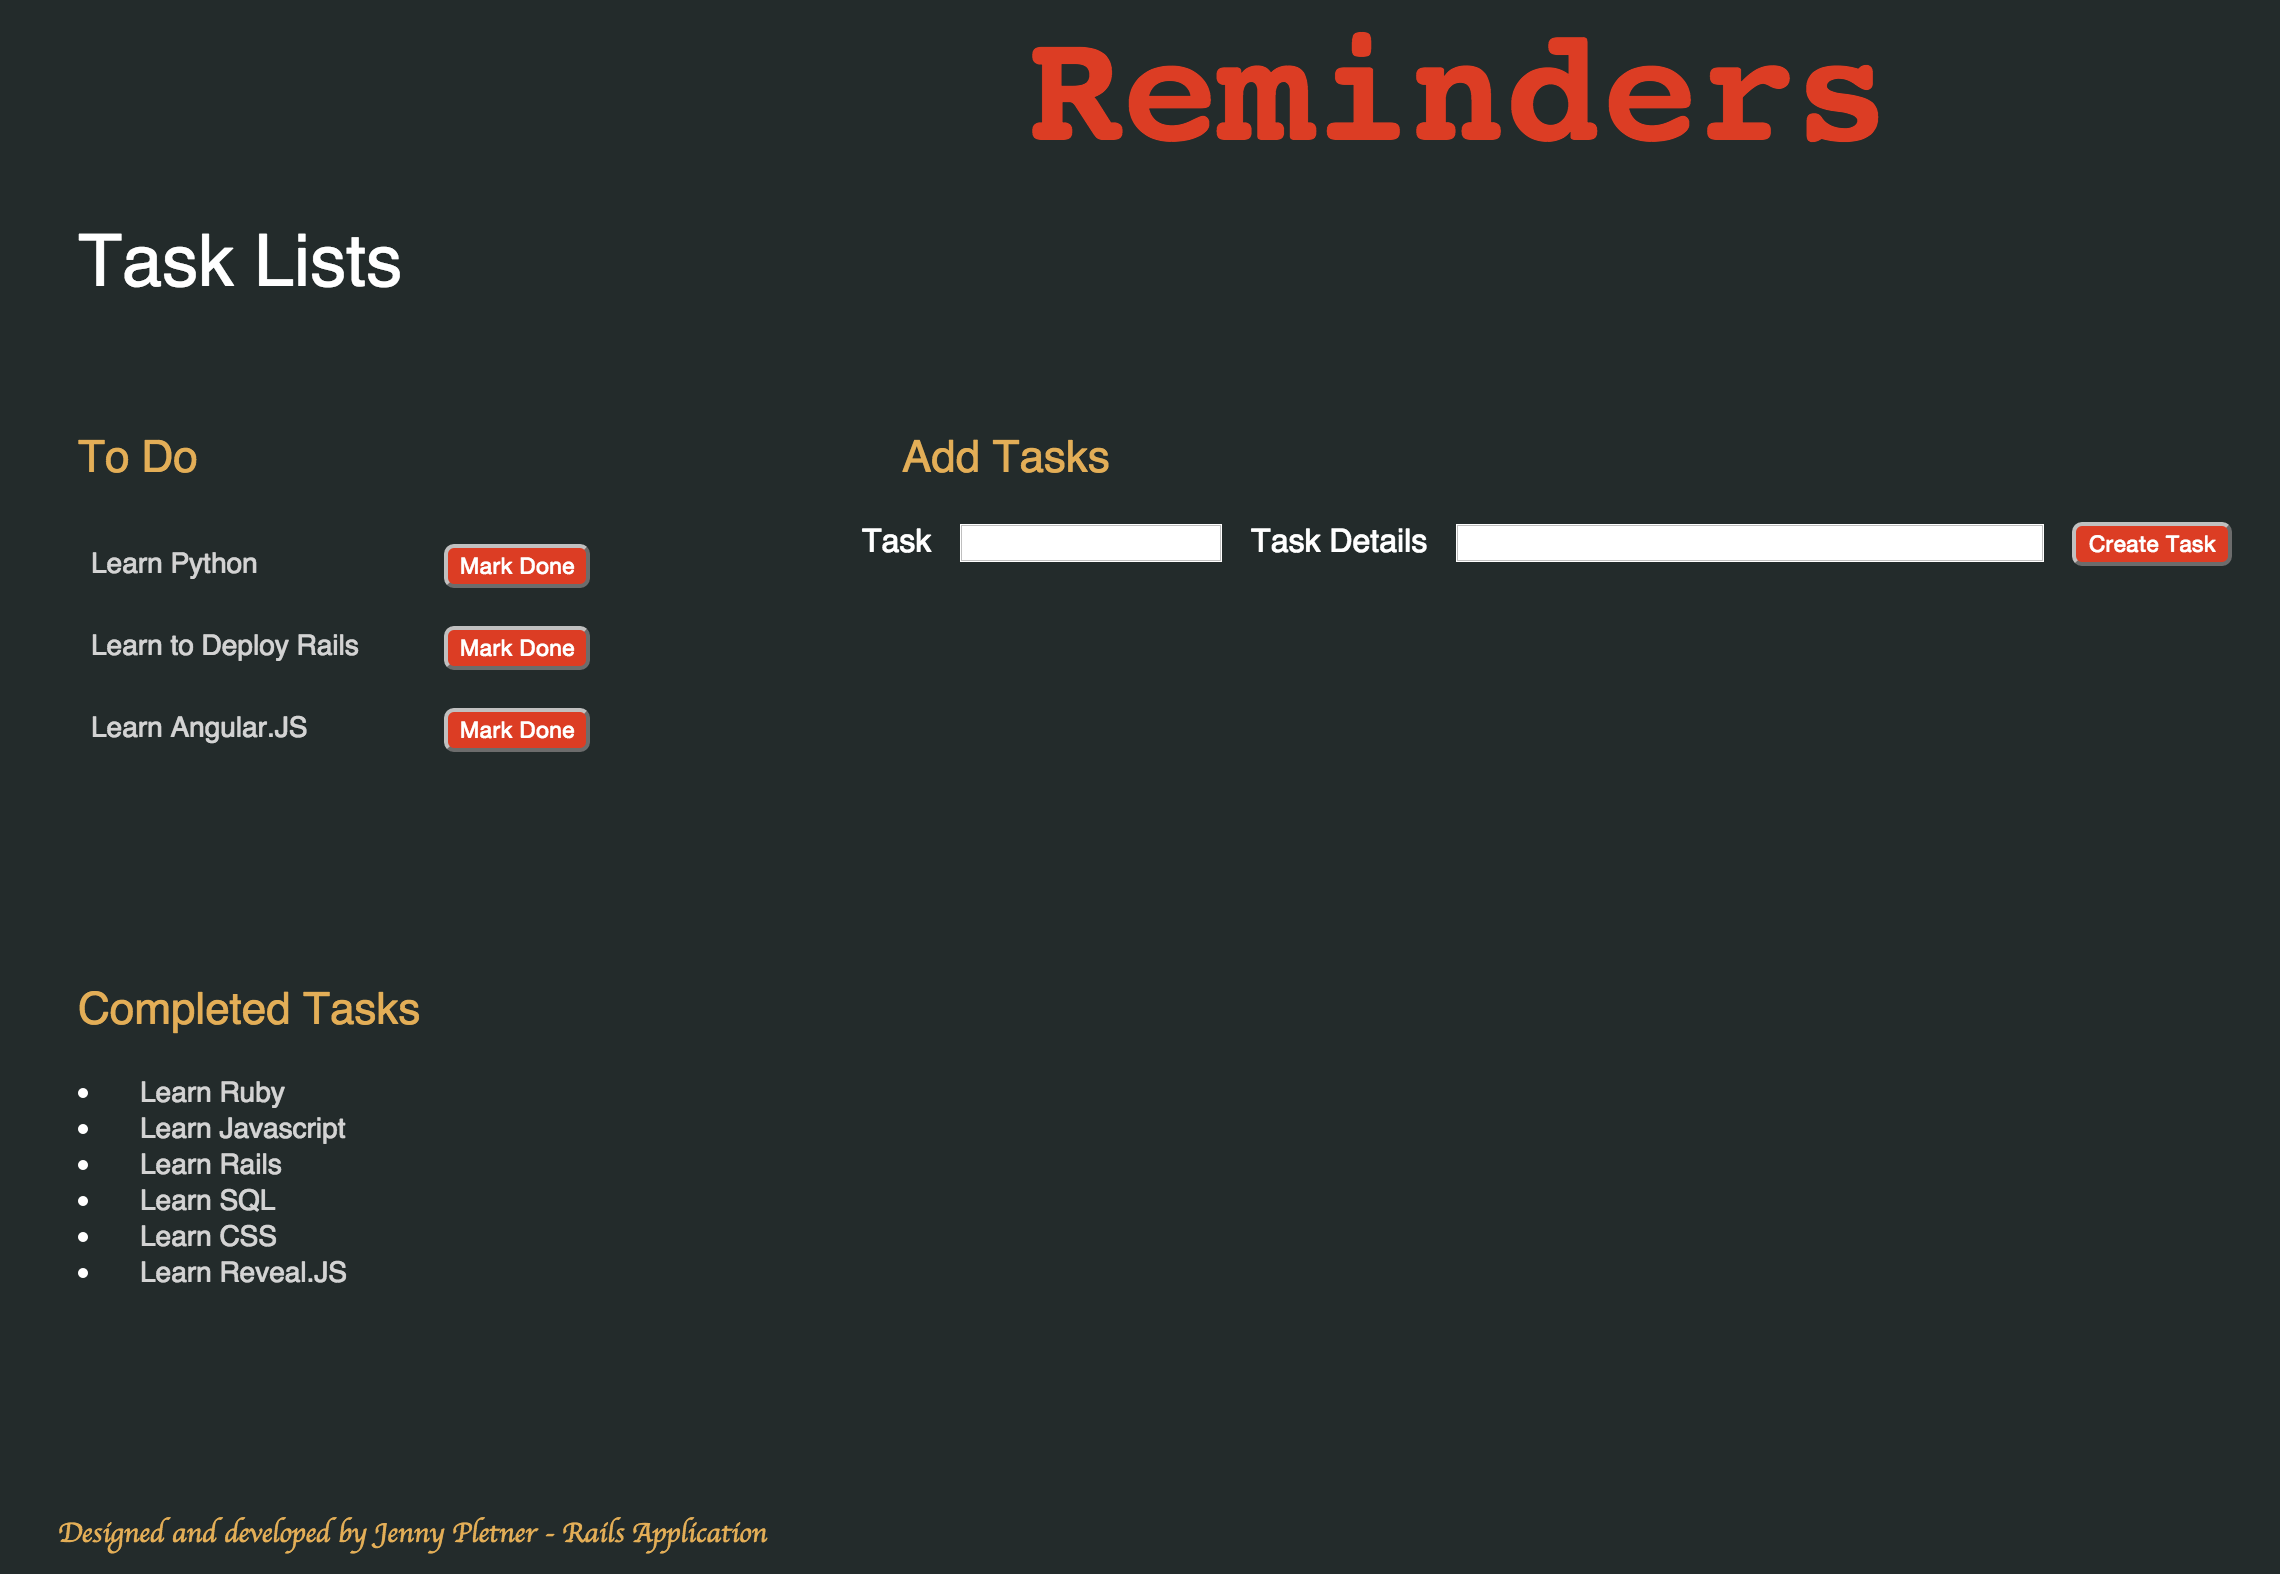 Reminders
Task Lists
To Do
Learn Python Mark Done
Learn to Deploy Rails Mark Done
Learn Angular.JS Mark Done
Add Tasks
Task Task Details Create Task
Completed Tasks
• Learn Ruby
• Learn Javascript
• Learn Rails
• Learn SQL
• Learn CSS
• Learn Reveal.JS
Designed and developed by Jenny Pletner - Rails Application